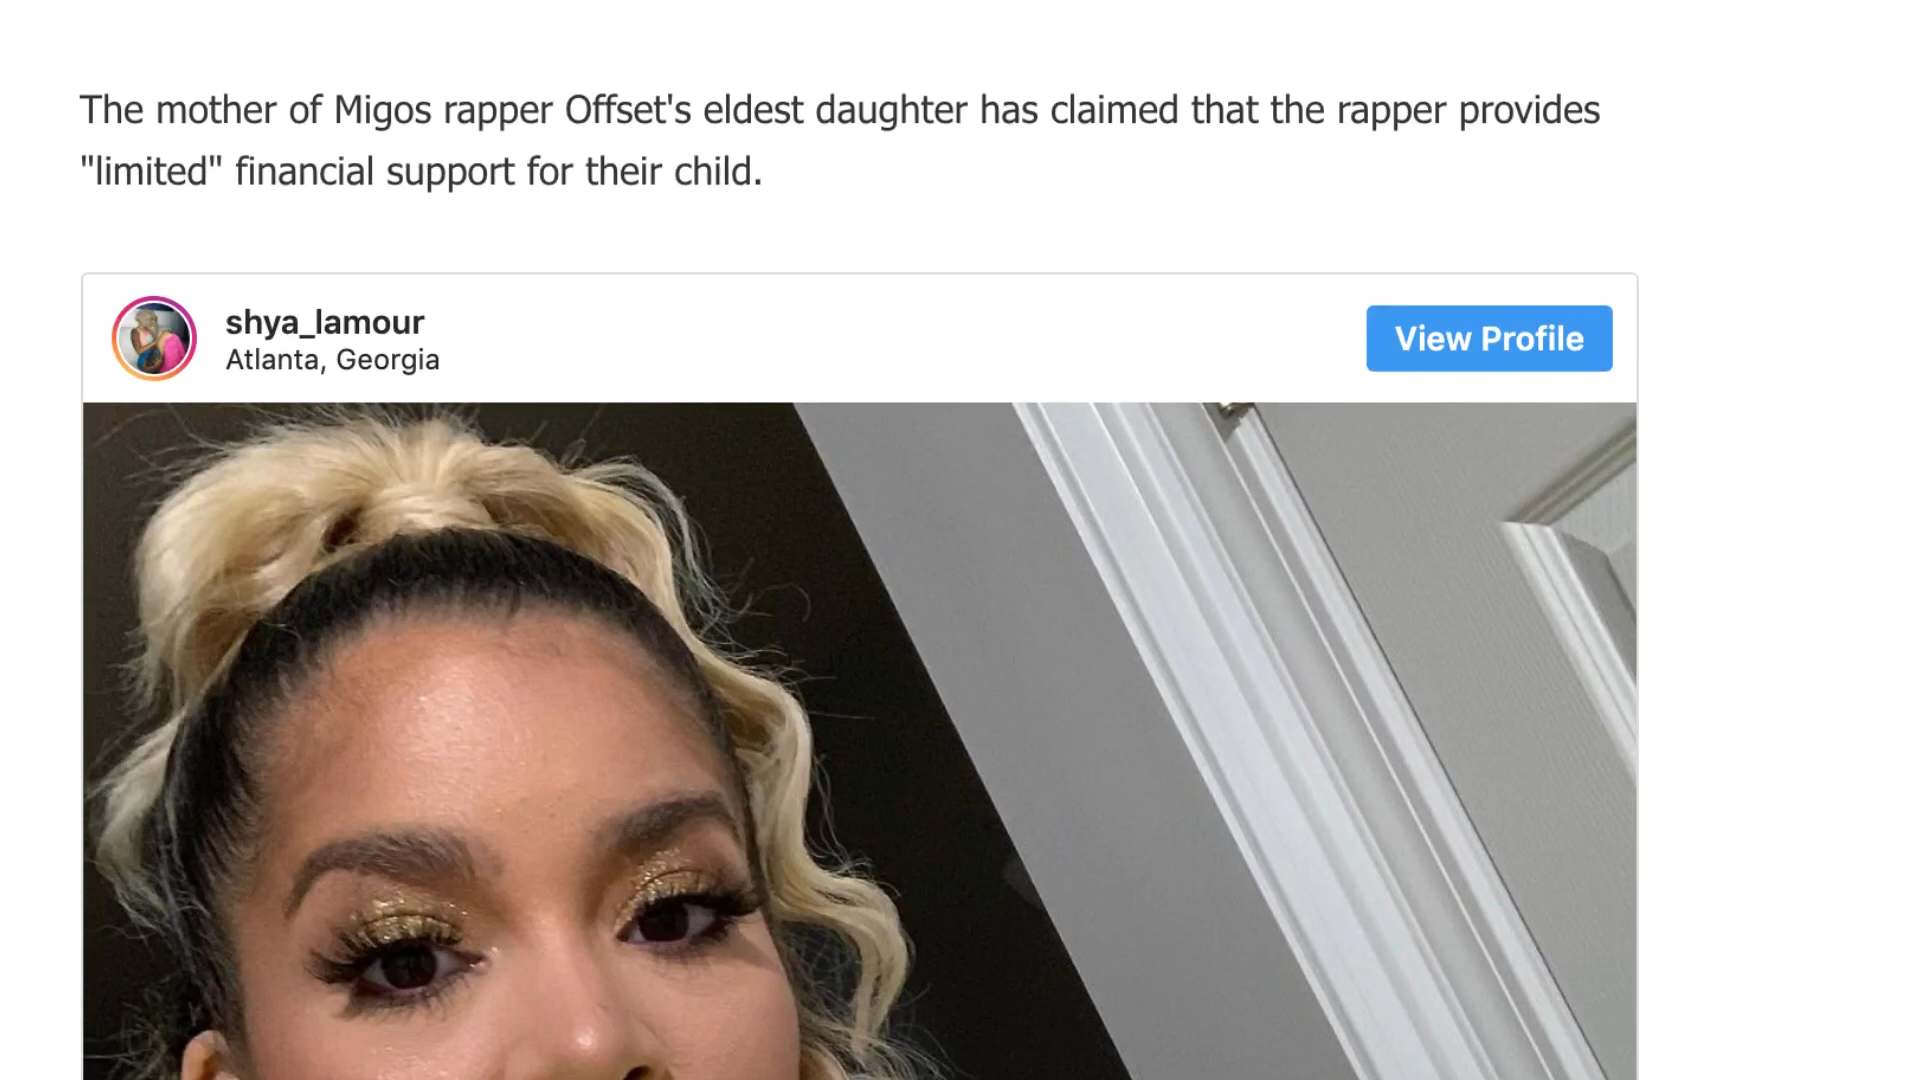 The mother of Migos rapper Offset's eldest daughter has claimed that the rapper provides
"limited" financial support for their child.
shya_lamour
View Profile
Atlanta, Georgia